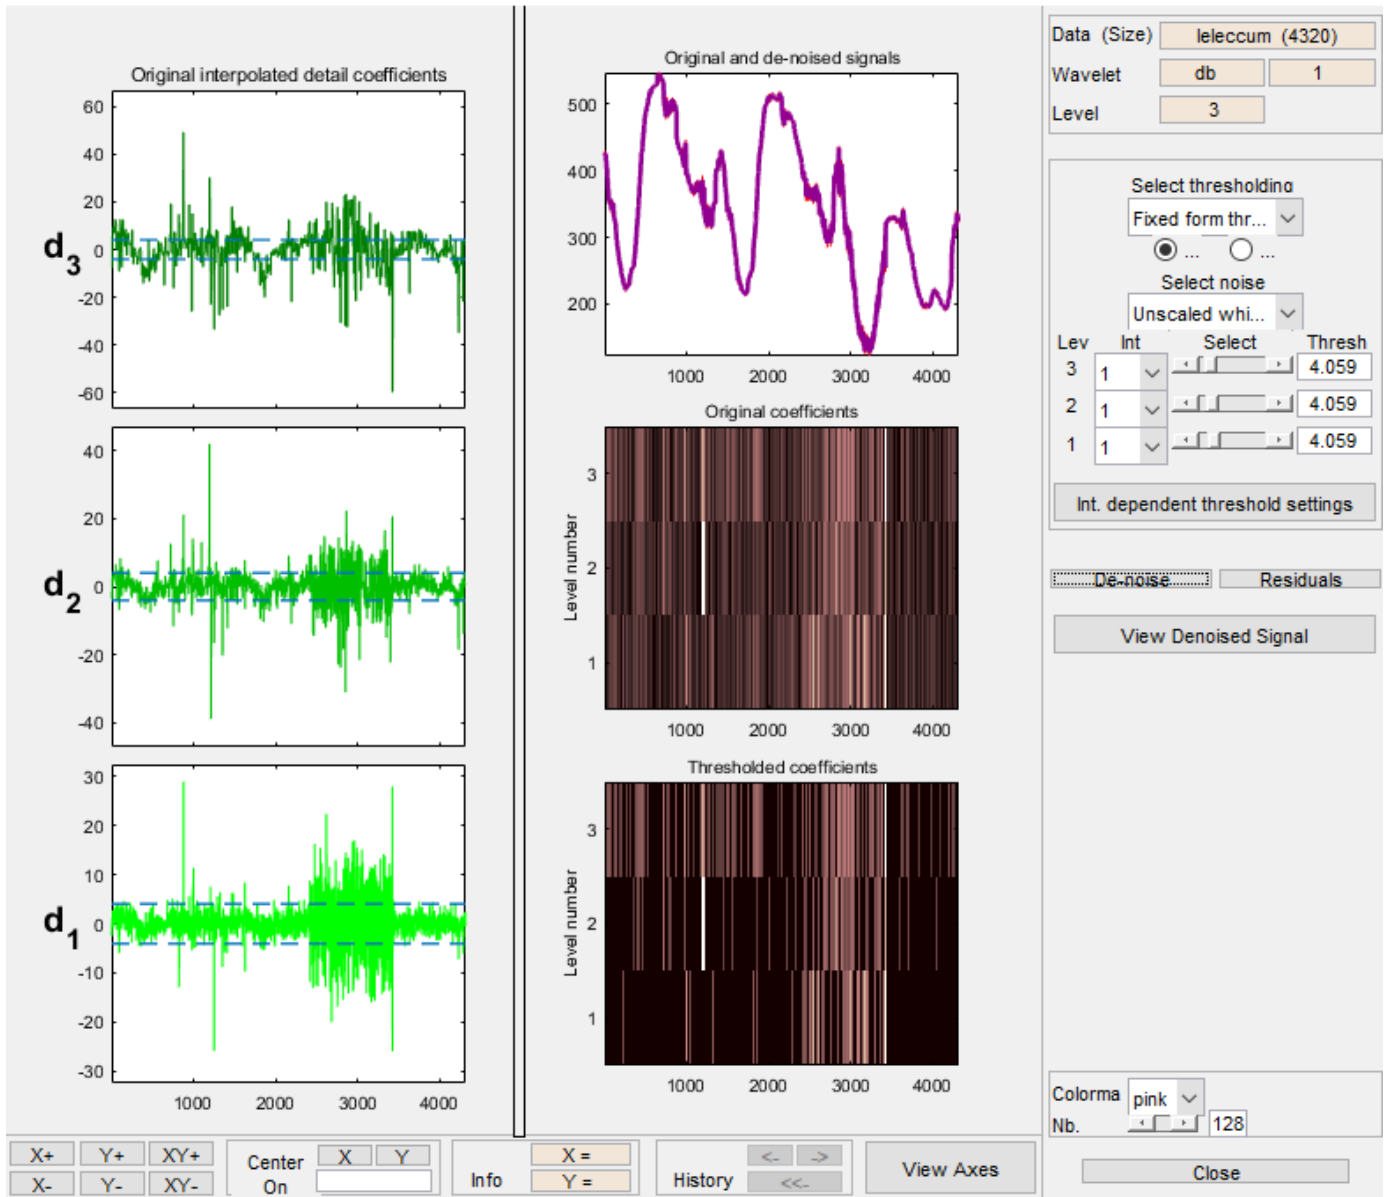 Original interpolated detail coefficients
60
40
20
0
-20
-40
-60
d3
40
20
0
-20
-40
d2
30
20
10
0
-10
-20
-30
d1
1000 2000 3000 4000
Original and de-noised signals
500
400
300
200
1000 2000 3000 4000
Original coefficients
Level number
3
2
1
1000 2000 3000 4000
Thresholded coefficients
Level number
3
2
1
1000 2000 3000 4000
Data (Size) leleccum (4320)
Wavelet db 1
Level 3
Select thresholding
Fixed form thr...
... ...
Select noise
Unscaled whi...
Lev Int Select Thresh
3 1 4.059
2 1 4.059
1 1 4.059
Int. dependent threshold settings
De-noise Residuals
View Denoised Signal
Colorma pink
Nb. 128
X+ Y+ XY+
X- Y- XY-
Center On X Y
Info X = Y =
History <- -> <<-
View Axes
Close